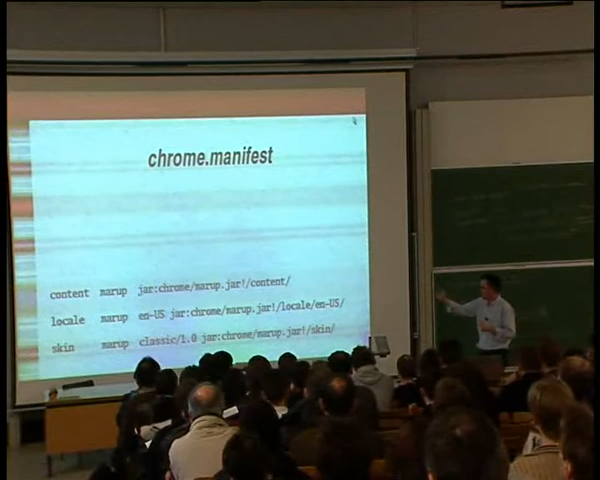 chrome.manifest
content marup jar:chrome/marup.jar!/content/
locale marup en-US jar:chrome/marup.jar!/locale/en-US/
skin marup classic/1.0 jar:chrome/marup.jar!/skin/